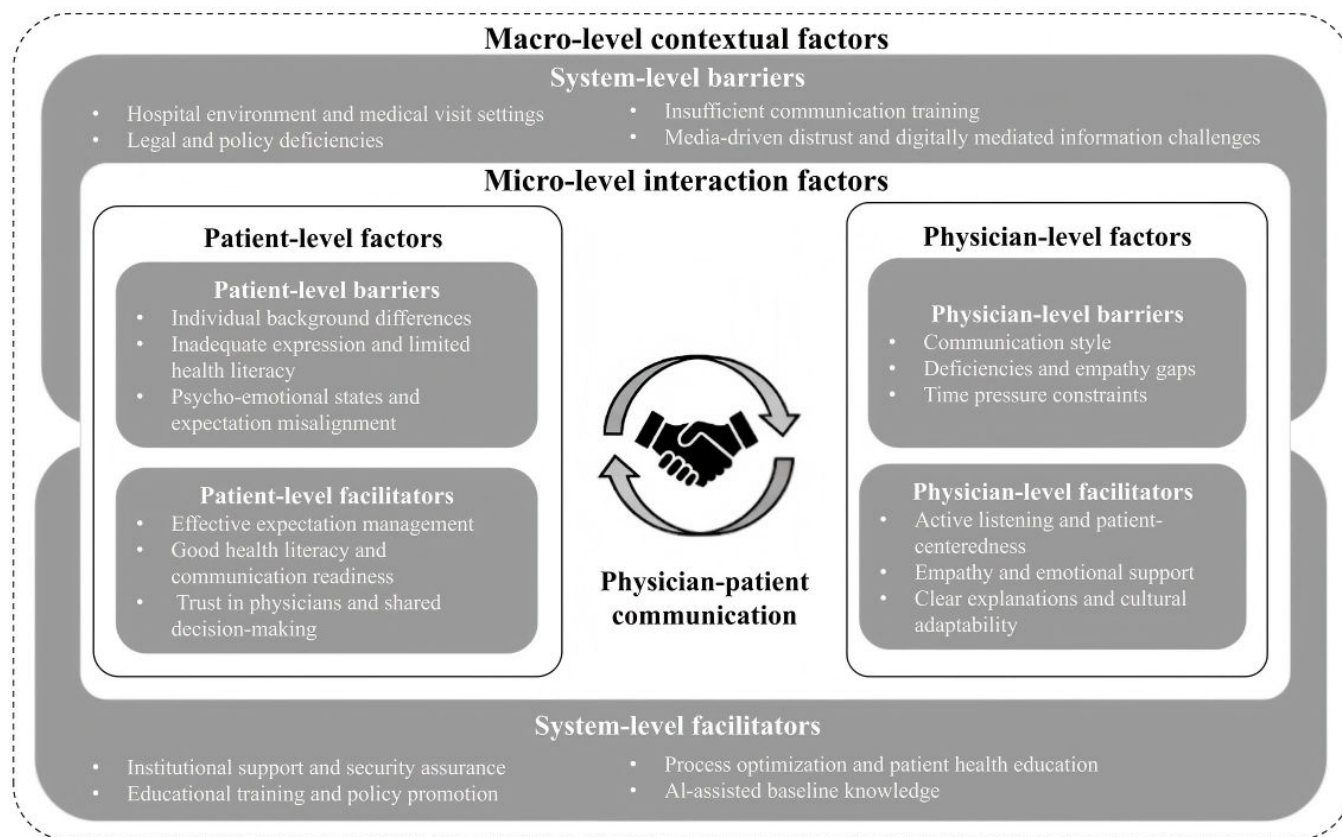 Macro-level contextual factors
System-level barriers
• Hospital environment and medical visit settings
• Legal and policy deficiencies
• Insufficient communication training
• Media-driven distrust and digitally mediated information challenges
Micro-level interaction factors
Patient-level factors
Patient-level barriers
• Individual background differences
• Inadequate expression and limited
health literacy
• Psycho-emotional states and
expectation misalignment
Patient-level facilitators
• Effective expectation management
• Good health literacy and
communication readiness
• Trust in physicians and shared
decision-making
Physician-patient
communication
Physician-level factors
Physician-level barriers
• Communication style
• Deficiencies and empathy gaps
• Time pressure constraints
Physician-level facilitators
• Active listening and patient-
centeredness
• Empathy and emotional support
• Clear explanations and cultural
adaptability
System-level facilitators
• Institutional support and security assurance
• Educational training and policy promotion
• Process optimization and patient health education
• AI-assisted baseline knowledge